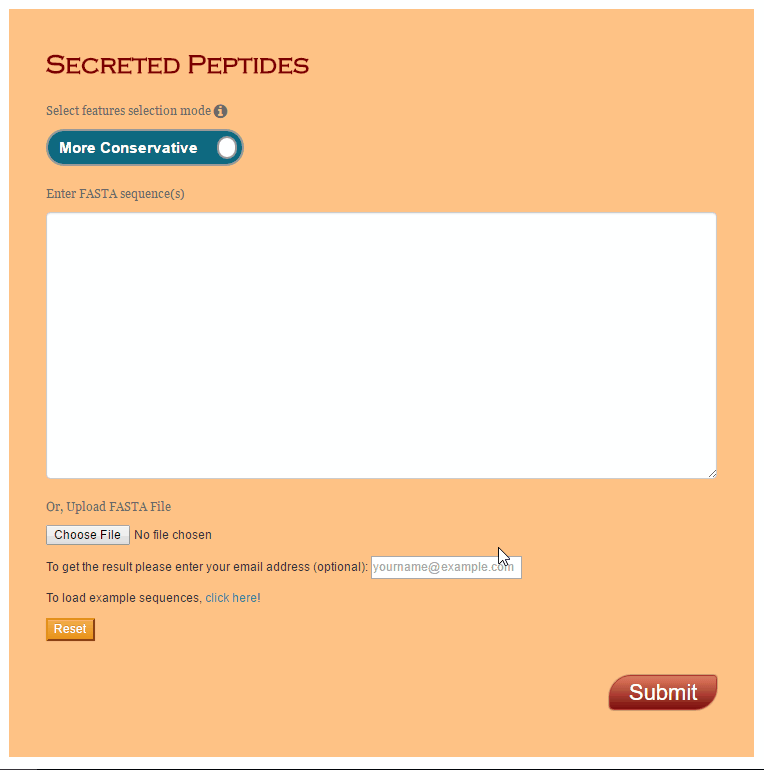 Secreted Peptides
Select features selection mode
More Conservative
Enter FASTA sequence(s)
Or, Upload FASTA File
Choose File No file chosen
To get the result please enter your email address (optional): yourname@example.com
To load example sequences, click here!
Reset
Submit